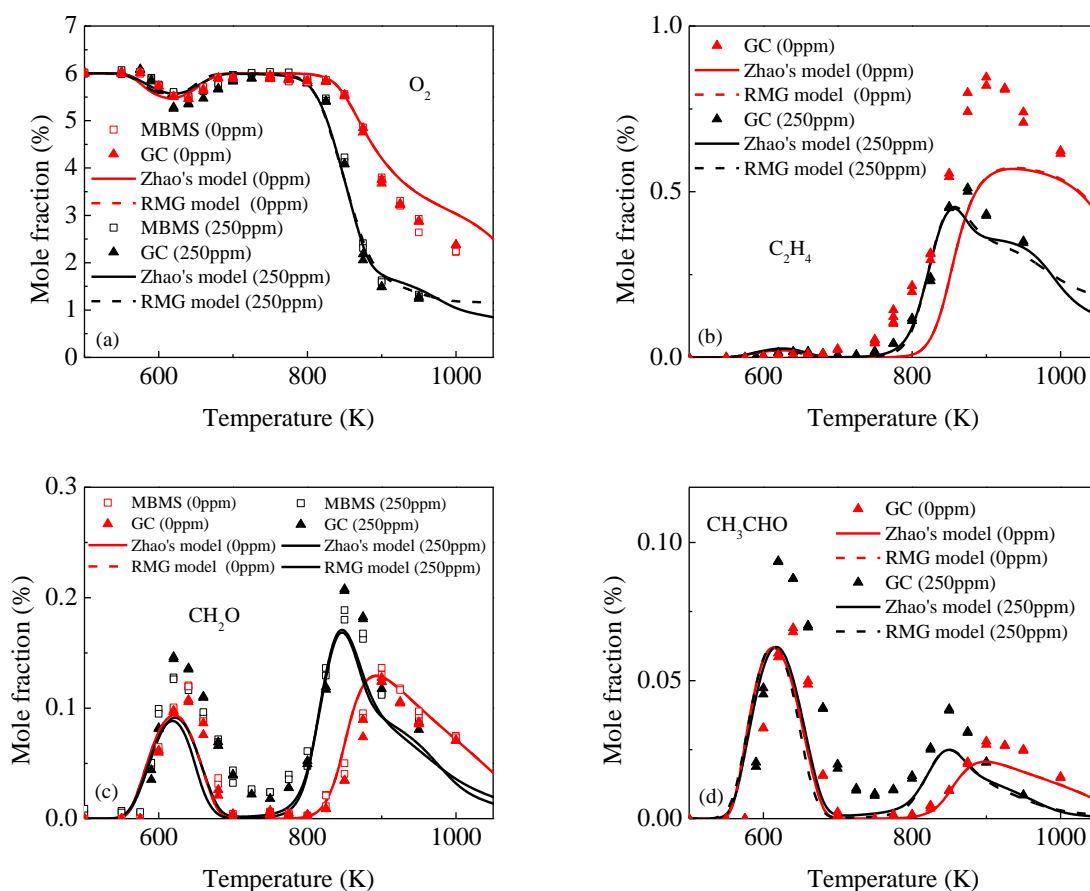 7
6
5
4
3
2
1
0
Mole fraction (%)
O2
MBMS (0ppm)
GC (0ppm)
Zhao's model (0ppm)
RMG model (0ppm)
MBMS (250ppm)
GC (250ppm)
Zhao's model (250ppm)
RMG model (250ppm)
(a)
600 800 1000
Temperature (K)
1.0
0.5
0.0
Mole fraction (%)
GC (0ppm)
Zhao's model (0ppm)
RMG model (0ppm)
GC (250ppm)
Zhao's model (250ppm)
RMG model (250ppm)
C2H4
(b)
600 800 1000
Temperature (K)
0.3
0.2
0.1
0.0
Mole fraction (%)
MBMS (0ppm)
GC (0ppm)
Zhao's model (0ppm)
RMG model (0ppm)
MBMS (250ppm)
GC (250ppm)
Zhao's model (250ppm)
RMG model (250ppm)
CH2O
(c)
600 800 1000
Temperature (K)
0.10
0.05
0.00
Mole fraction (%)
CH3CHO
GC (0ppm)
Zhao's model (0ppm)
RMG model (0ppm)
GC (250ppm)
Zhao's model (250ppm)
RMG model (250ppm)
(d)
600 800 1000
Temperature (K)